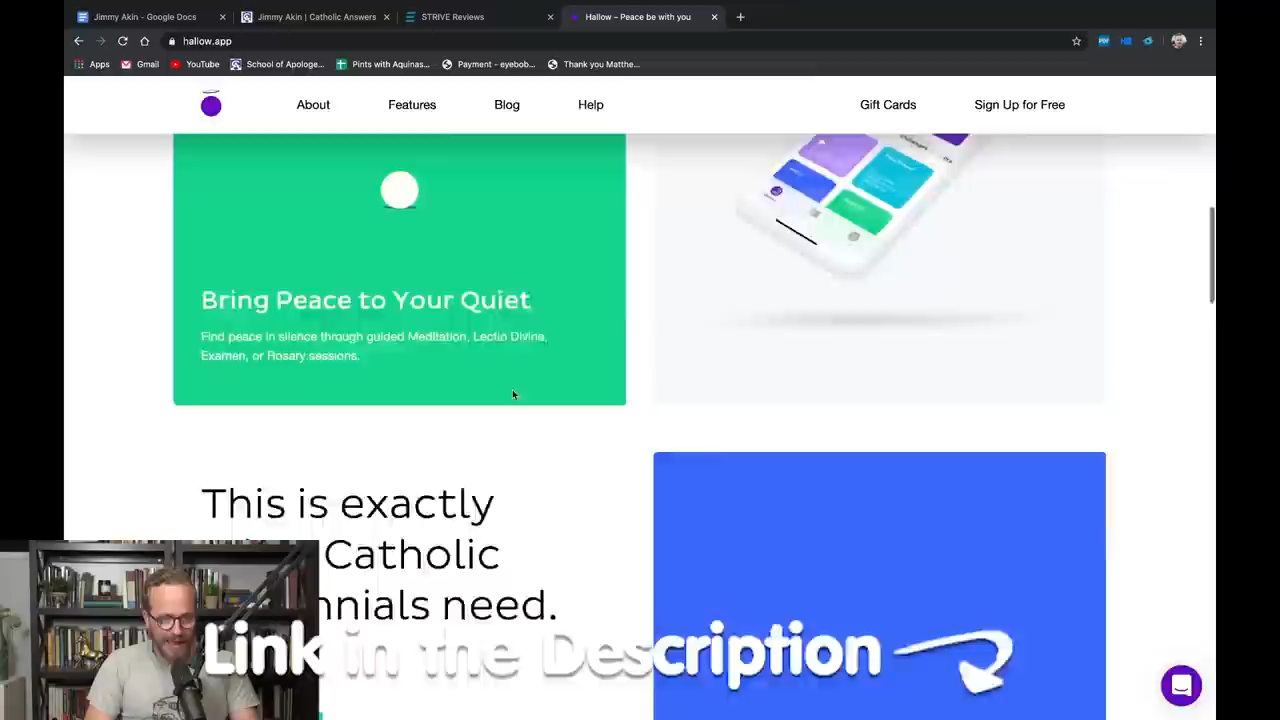 Jimmy Akin - Google Docs
Jimmy Akin | Catholic Answers
STRIVE Reviews
Hallow – Peace be with you
hallow.app
Apps
Gmail
YouTube
School of Apologe...
Pints with Aquinas...
Payment - eyebob...
Thank you Matthe...
About
Features
Blog
Help
Gift Cards
Sign Up for Free
Bring Peace to Your Quiet
Find peace in silence through guided Meditation, Lectio Divina,
Examen, or Rosary sessions.
This is exactly
Catholic
nnials need.
Link in the Description